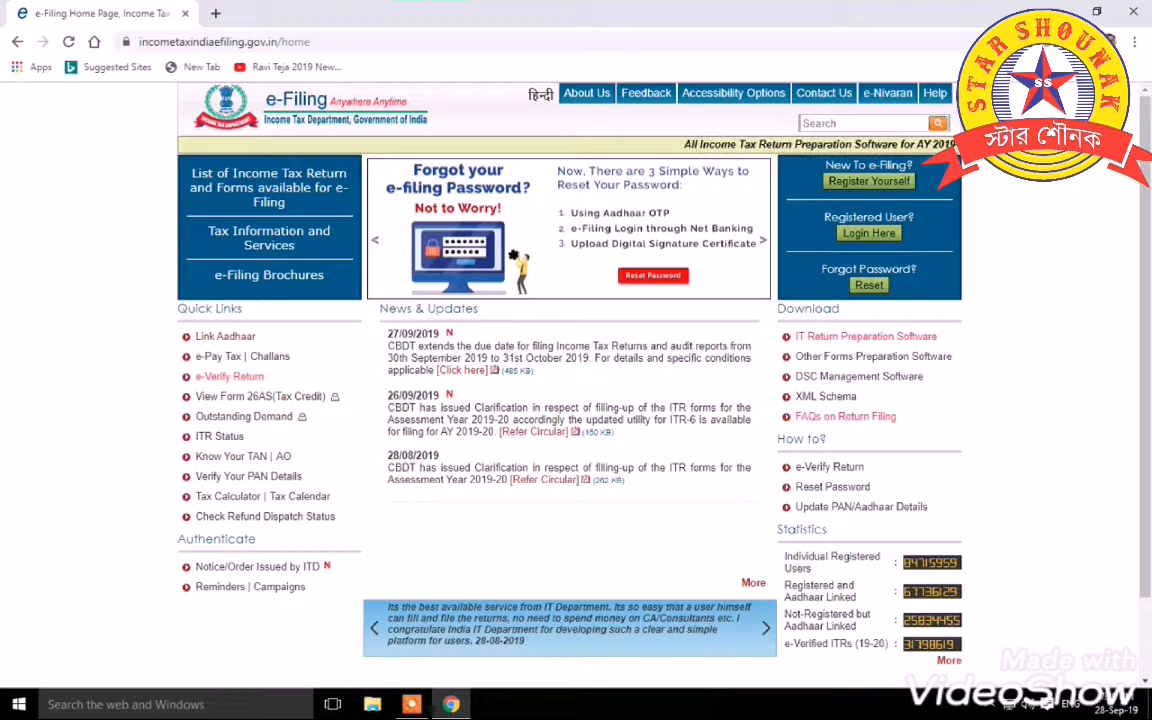 e-Filing Home Page, Income Tax
incometaxindiaefiling.gov.in/home
Apps
Suggested Sites
New Tab
Ravi Teja 2019 New...
STAR SHOUNAK
SS
স্টার শৌনক
e-Filing Anywhere Anytime
Income Tax Department, Government of India
हिन्दी
About Us
Feedback
Accessibility Options
Contact Us
e-Nivaran
Help
Search
All Income Tax Return Preparation Software for AY 2019
List of Income Tax Return
and Forms available for e-
Filing
Tax Information and
Services
e-Filing Brochures
Forgot your
e-filing Password?
Not to Worry!
Now, There are 3 Simple Ways to
Reset Your Password:
1. Using Aadhaar OTP
2. e-Filing Login through Net Banking
3. Upload Digital Signature Certificate
Reset Password
< >
New To e-Filing?
Register Yourself
Registered User?
Login Here
Forgot Password?
Reset
Quick Links
Link Aadhaar
e-Pay Tax | Challans
e-Verify Return
View Form 26AS(Tax Credit)
Outstanding Demand
ITR Status
Know Your TAN | AO
Verify Your PAN Details
Tax Calculator | Tax Calendar
Check Refund Dispatch Status
Authenticate
Notice/Order Issued by ITD N
Reminders | Campaigns
News & Updates
27/09/2019 N
CBDT extends the due date for filing Income Tax Returns and audit reports from
30th September 2019 to 31st October 2019. For details and specific conditions
applicable [Click here] (485 KB)
26/09/2019 N
CBDT has issued Clarification in respect of filling-up of the ITR forms for the
Assessment Year 2019-20 accordingly the updated utility for ITR-6 is available
for filing for AY 2019-20. [Refer Circular] (150 KB)
28/08/2019
CBDT has issued Clarification in respect of filling-up of the ITR forms for the
Assessment Year 2019-20 [Refer Circular] (262 KB)
More
Its the best available service from IT Department. Its so easy that a user himself
can fill and file the returns, no need to spend money on CA/Consultants etc. I
congratulate India IT Department for developing such a clear and simple
platform for users. 28-08-2019
Download
IT Return Preparation Software
Other Forms Preparation Software
DSC Management Software
XML Schema
FAQs on Return Filing
How to?
e-Verify Return
Reset Password
Update PAN/Aadhaar Details
Statistics
Individual Registered
Users : 84715959
Registered and
Aadhaar Linked : 67736129
Not-Registered but
Aadhaar Linked : 25834455
e-Verified ITRs (19-20) : 31798619
More
Made with
VideoShow
Search the web and Windows
ENG
28-Sep-19